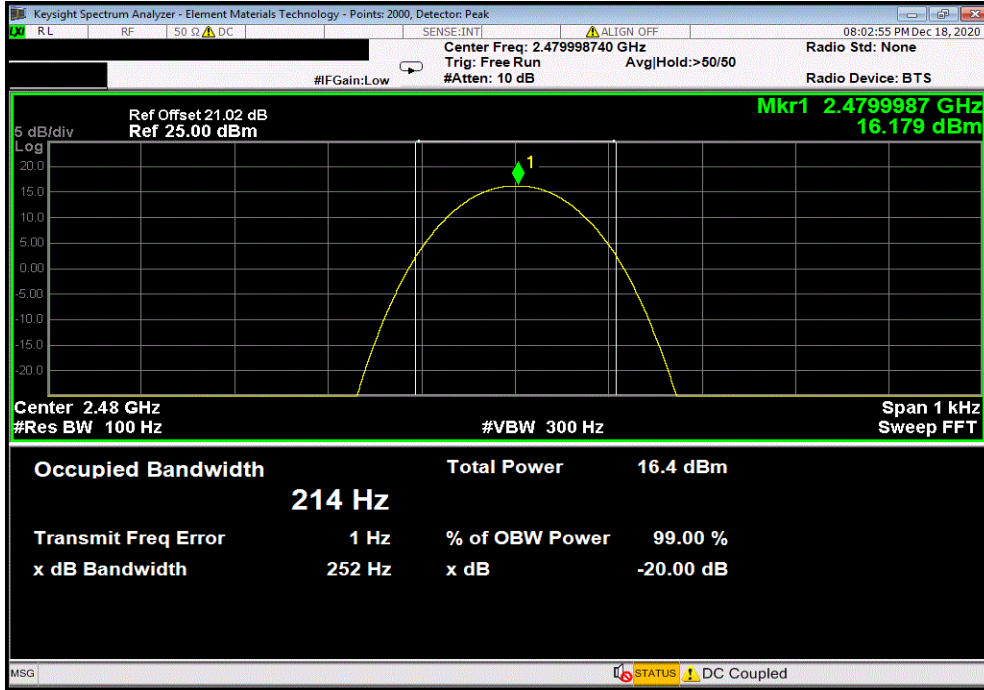 Keysight Spectrum Analyzer - Element Materials Technology - Points: 2000, Detector: Peak
LXI RL RF 50 Ω DC SENSE:INT ALIGN OFF 08:02:55 PM Dec 18, 2020
Center Freq: 2.479998740 GHz Radio Std: None
Trig: Free Run Avg|Hold:>50/50
#IFGain:Low #Atten: 10 dB Radio Device: BTS
Mkr1 2.4799987 GHz
16.179 dBm
Ref Offset 21.02 dB
5 dB/div Ref 25.00 dBm
Log
1
20.0
15.0
10.0
5.00
0.00
-5.00
-10.0
-15.0
-20.0
Center 2.48 GHz Span 1 kHz
#Res BW 100 Hz #VBW 300 Hz Sweep FFT
Occupied Bandwidth Total Power 16.4 dBm
214 Hz
Transmit Freq Error 1 Hz % of OBW Power 99.00 %
x dB Bandwidth 252 Hz x dB -20.00 dB
MSG STATUS DC Coupled